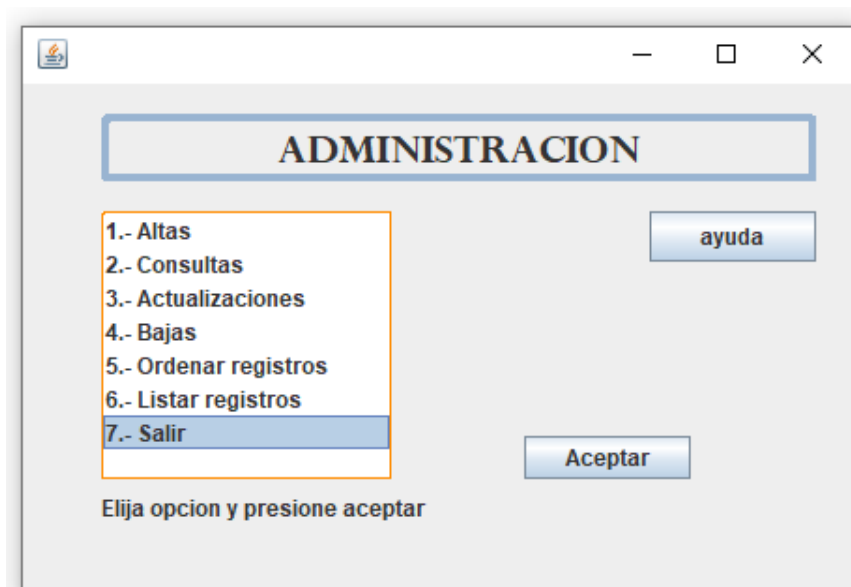 ADMINISTRACION
1.- Altas
2.- Consultas
3.- Actualizaciones
4.- Bajas
5.- Ordenar registros
6.- Listar registros
7.- Salir
ayuda
Aceptar
Elija opcion y presione aceptar